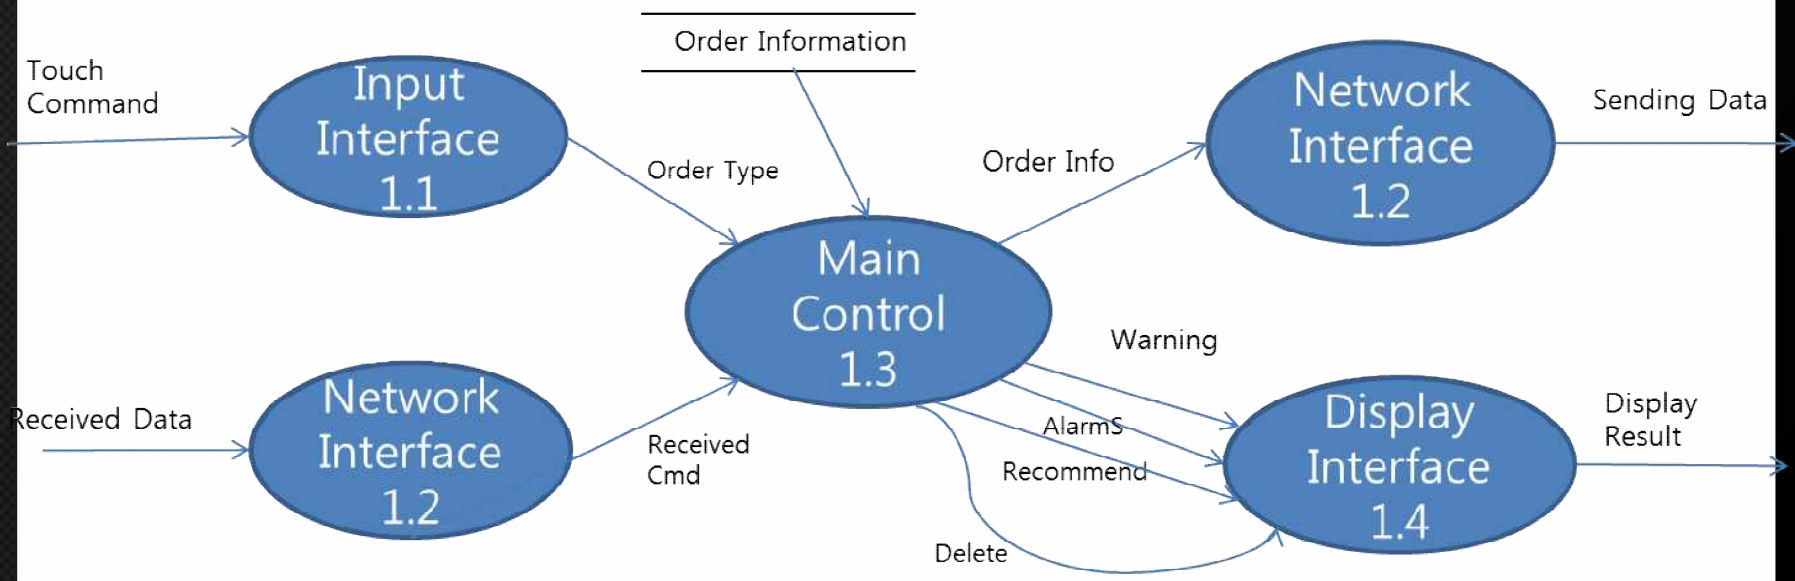 Touch
Command
Input
Interface
1.1
Order Information
Order Type
Order Info
Network
Interface
1.2
Sending Data
Main
Control
1.3
Received Data
Network
Interface
1.2
Received
Cmd
Warning
AlarmS
Recommend
Delete
Display
Interface
1.4
Display
Result